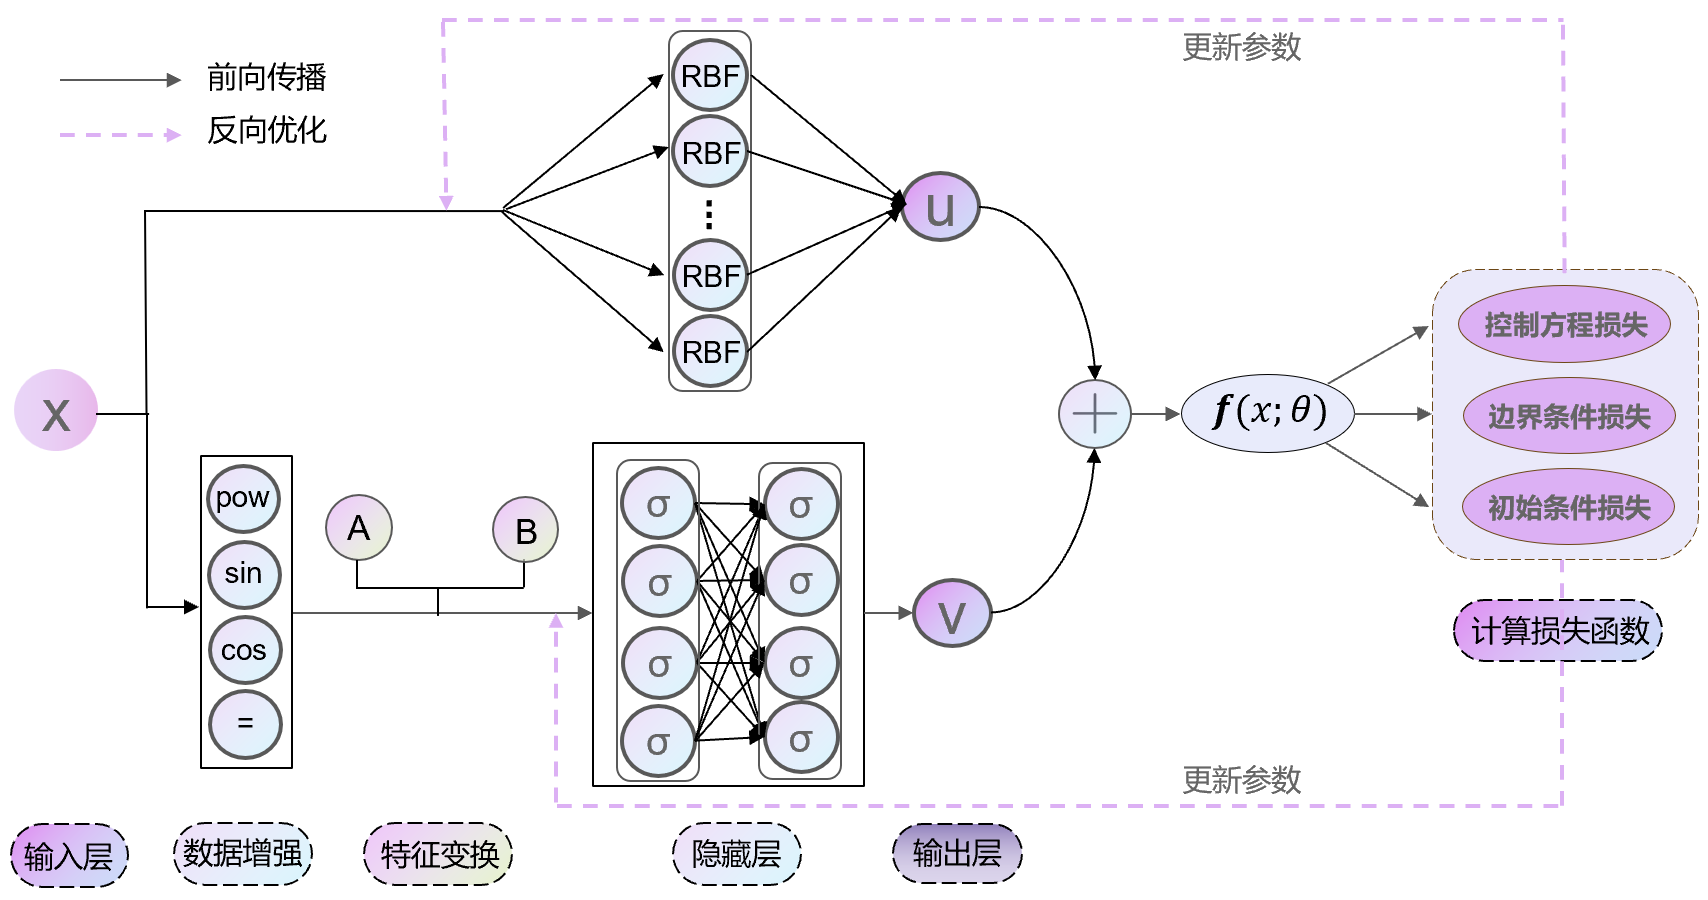 更新参数
前向传播
反向优化
RBF
RBF
RBF
RBF
u
x
控制方程损失
边界条件损失
初始条件损失
+
f(x; θ)
pow
sin
cos
=
A
B
σ
σ
σ
σ
σ
σ
σ
σ
v
计算损失函数
更新参数
输入层
数据增强
特征变换
隐藏层
输出层